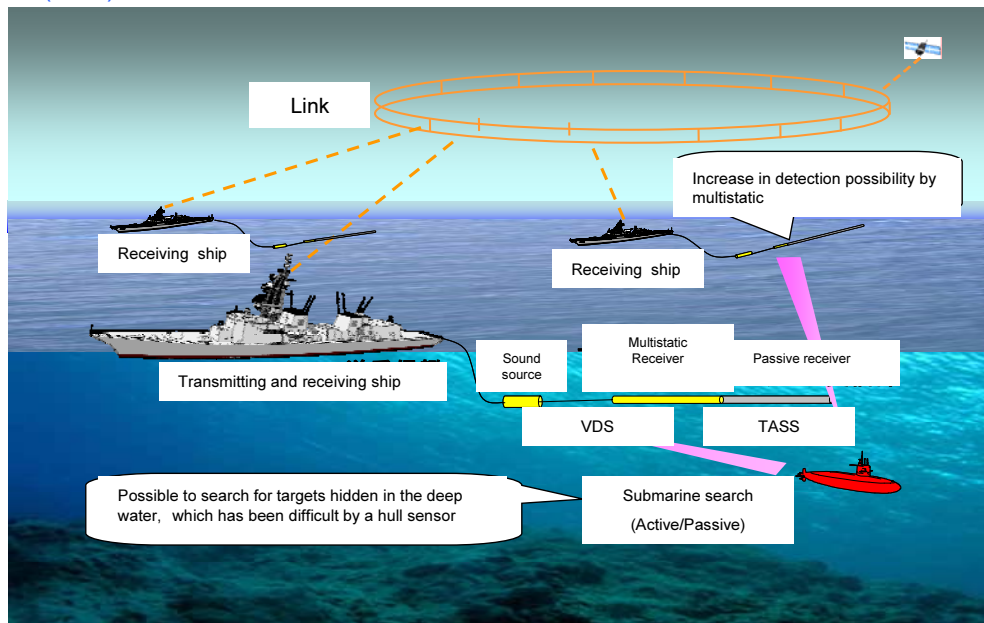 Link
Increase in detection possibility by
multistatic
Receiving ship
Receiving ship
Transmitting and receiving ship
Sound
source
Multistatic
Receiver
Passive receiver
VDS
TASS
Possible to search for targets hidden in the deep
water, which has been difficult by a hull sensor
Submarine search
(Active/Passive)